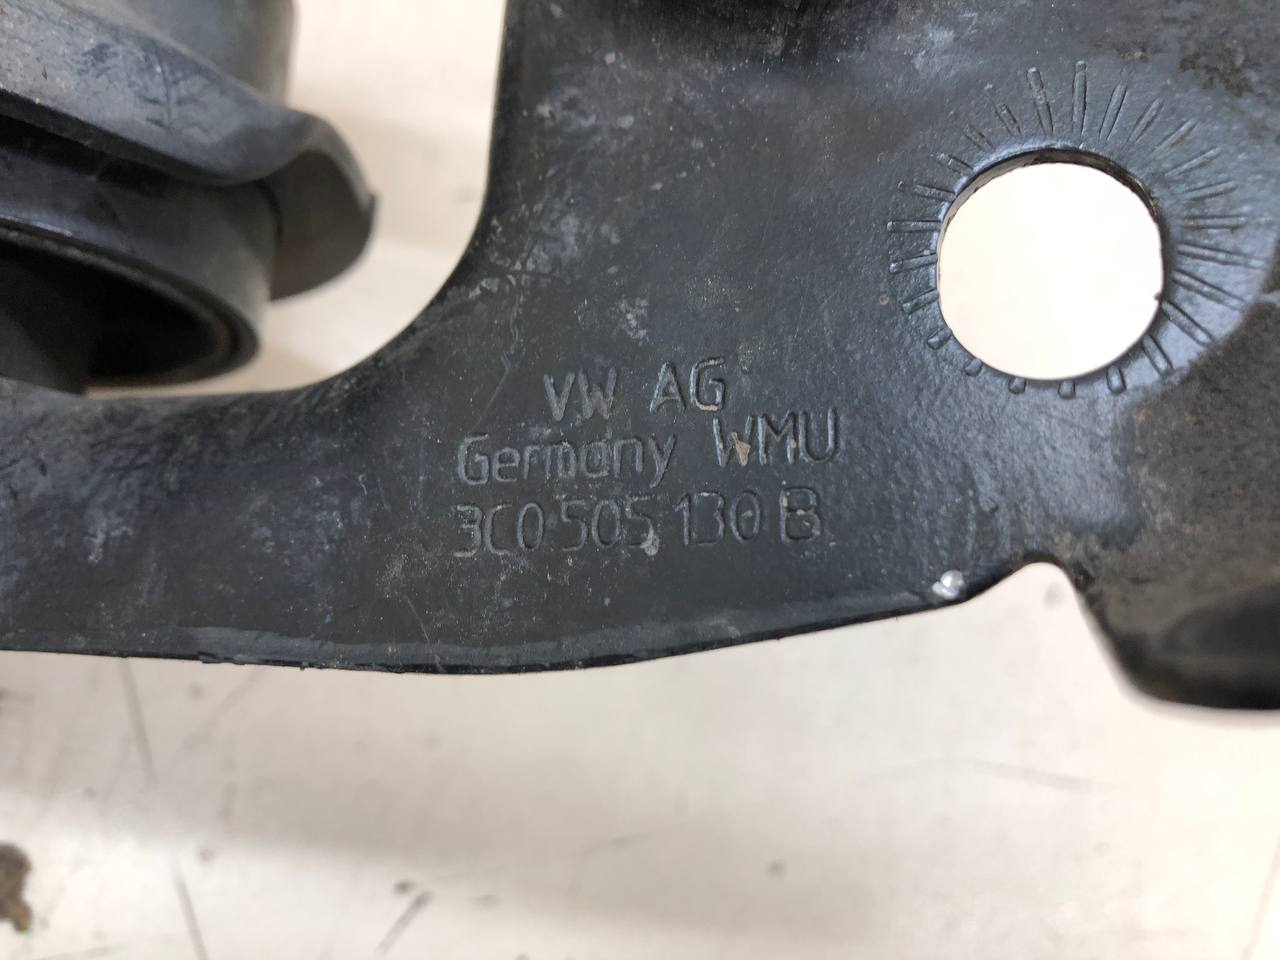 VW AG
Germany WMU
3C0 505 130 B